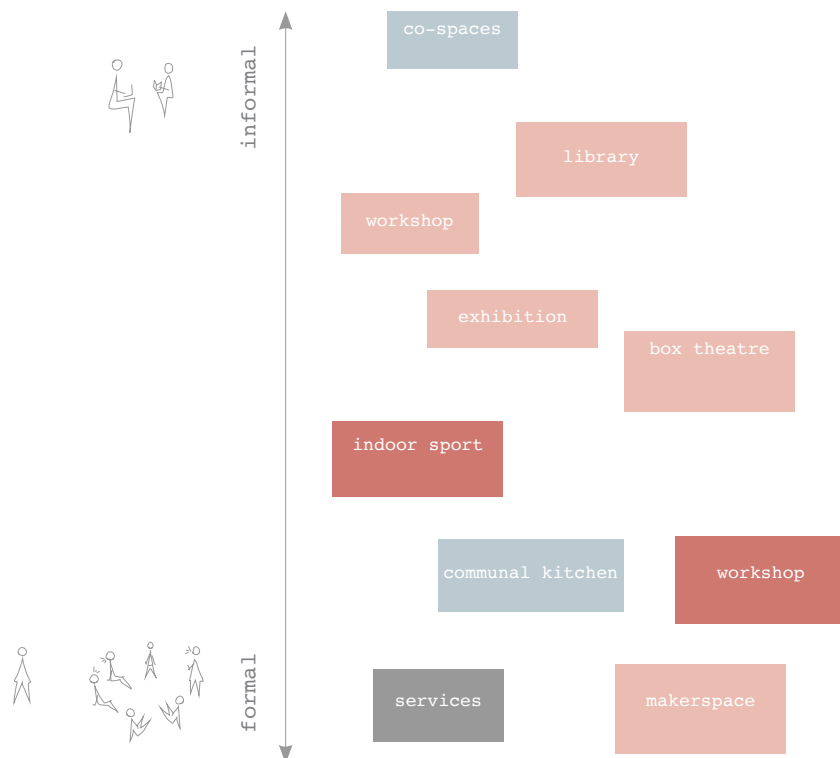 co-spaces
informal
library
workshop
exhibition
box theatre
indoor sport
communal kitchen
workshop
formal
services
makerspace